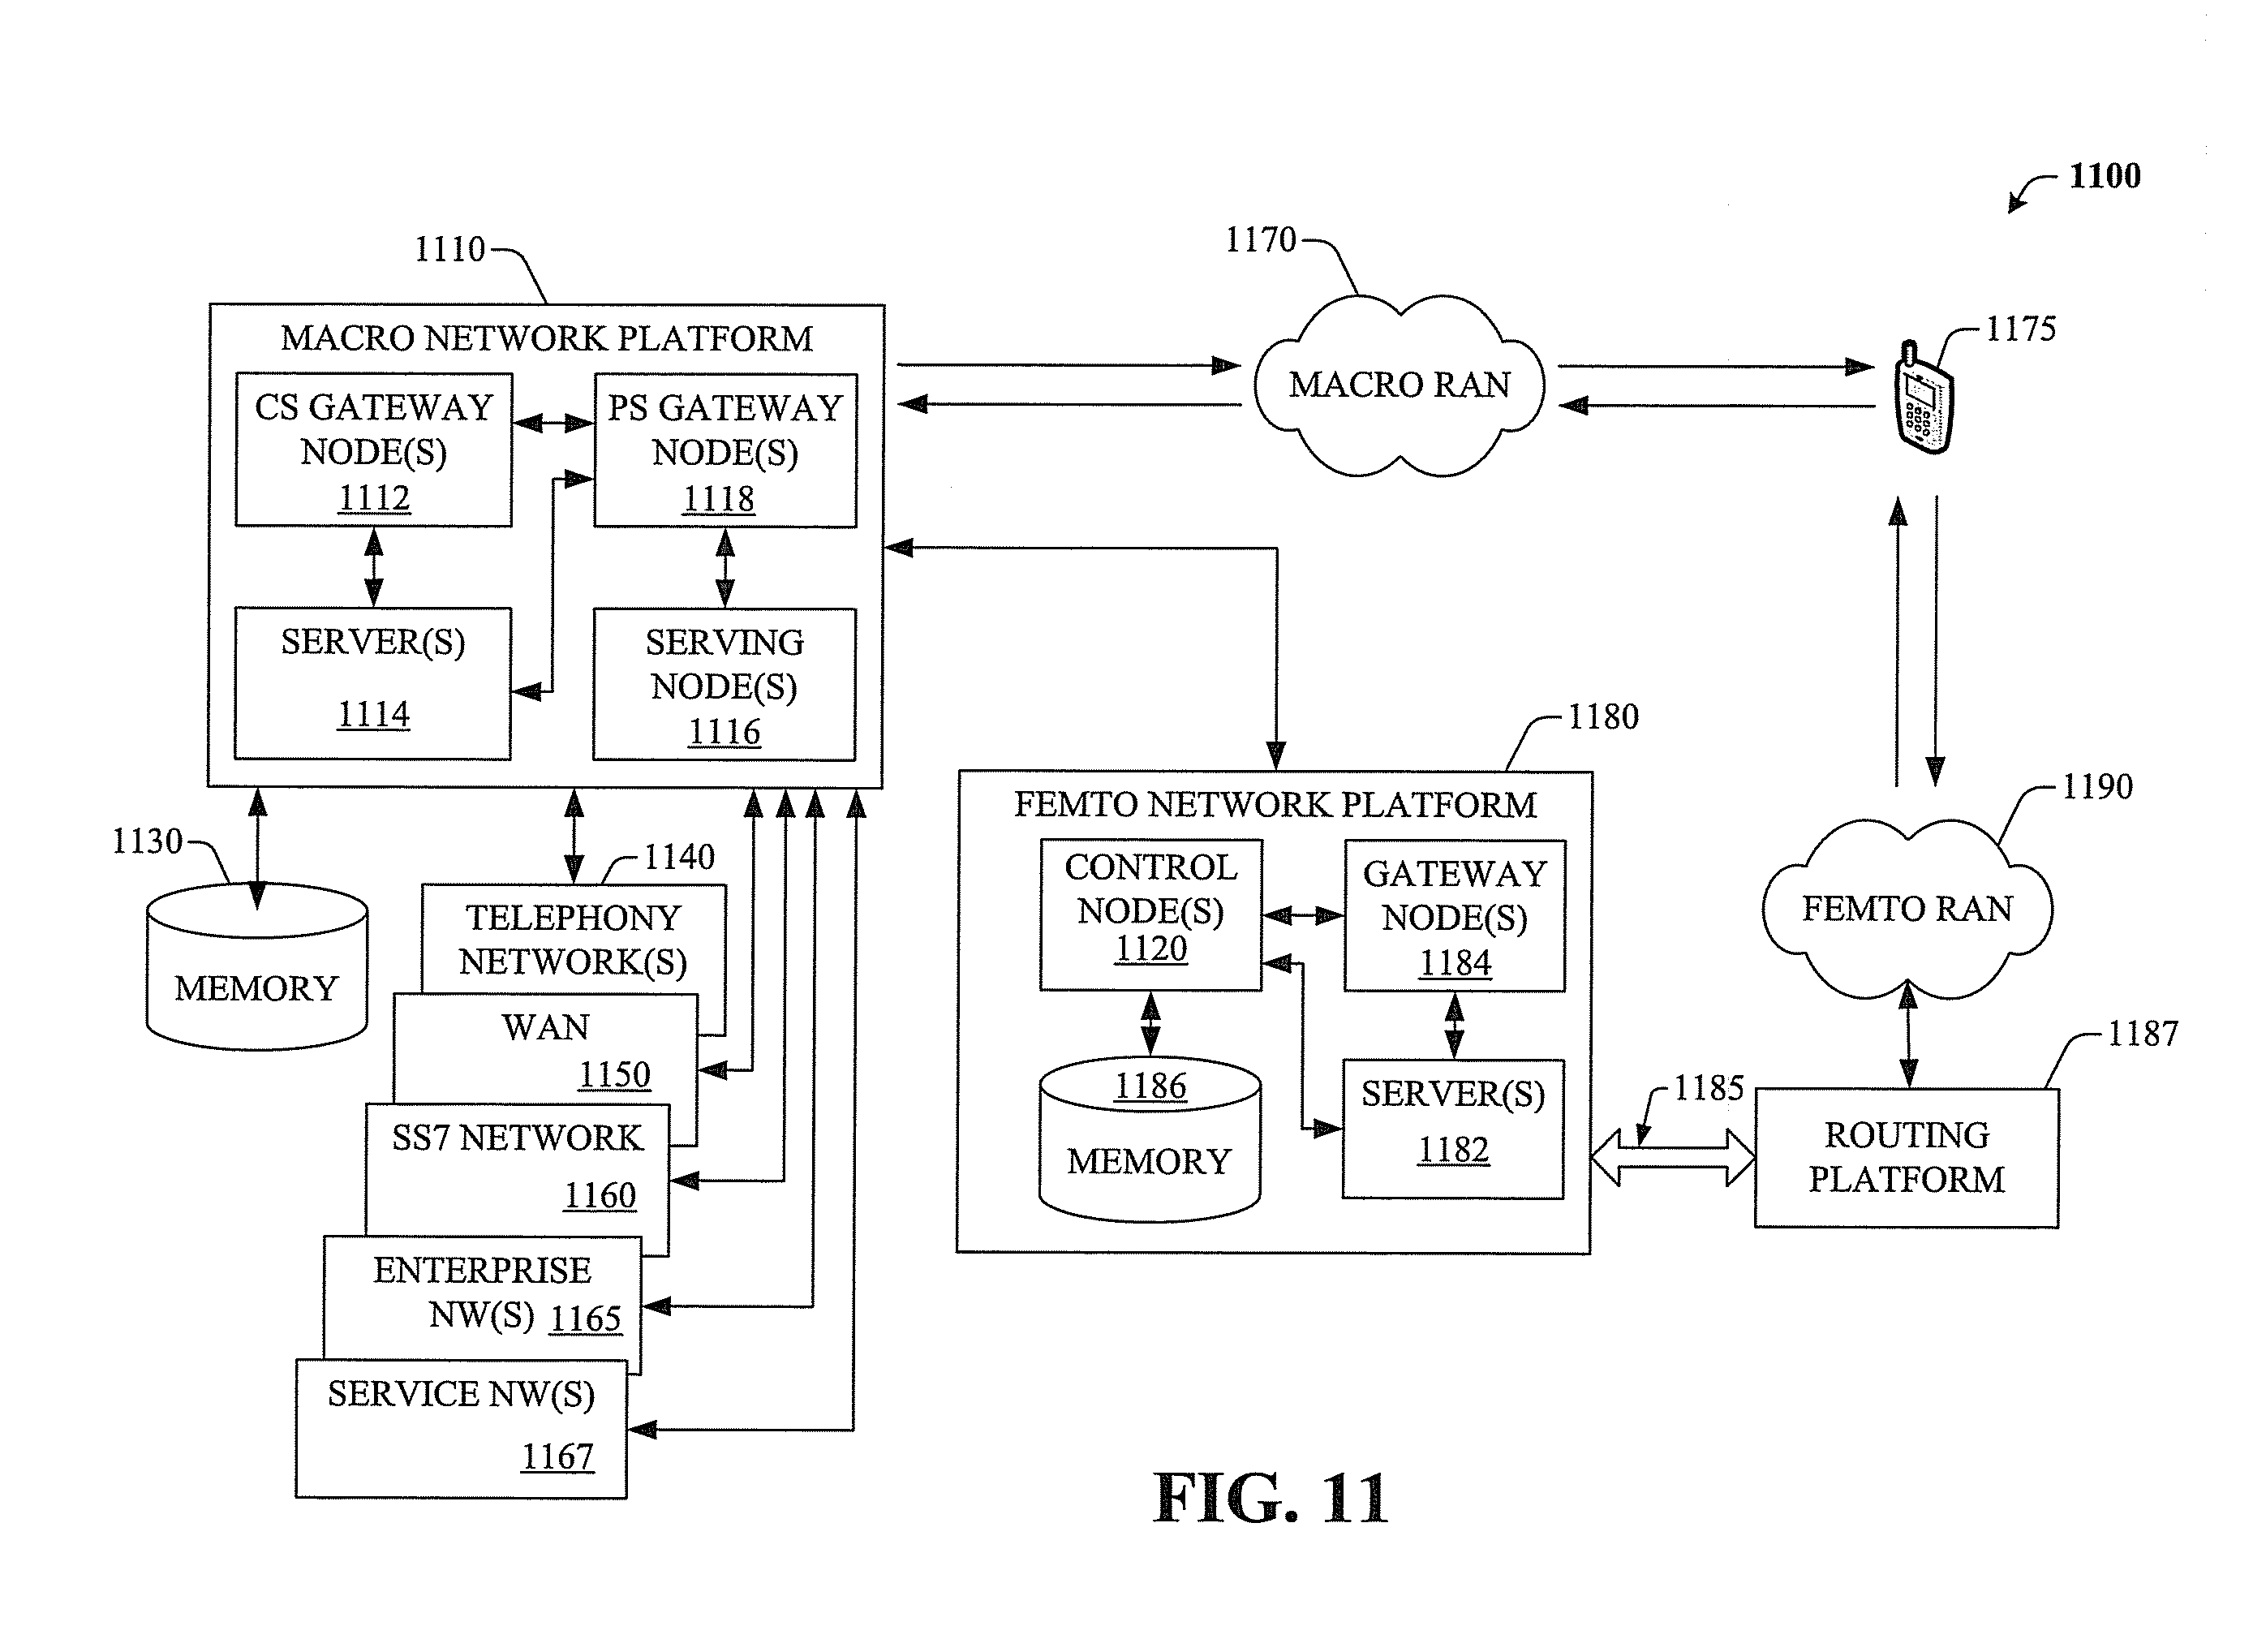 1100
1110
1170
1175
MACRO NETWORK PLATFORM
CS GATEWAY
NODE(S)
1112
PS GATEWAY
NODE(S)
1118
MACRO RAN
SERVER(S)
1114
SERVING
NODE(S)
1116
1180
1190
1130
1140
MEMORY
TELEPHONY
NETWORK(S)
WAN
1150
SS7 NETWORK
1160
ENTERPRISE
NW(S) 1165
SERVICE NW(S)
1167
FEMTO NETWORK PLATFORM
CONTROL
NODE(S)
1120
GATEWAY
NODE(S)
1184
1186
MEMORY
SERVER(S)
1182
FEMTO RAN
1187
1185
ROUTING
PLATFORM
FIG. 11